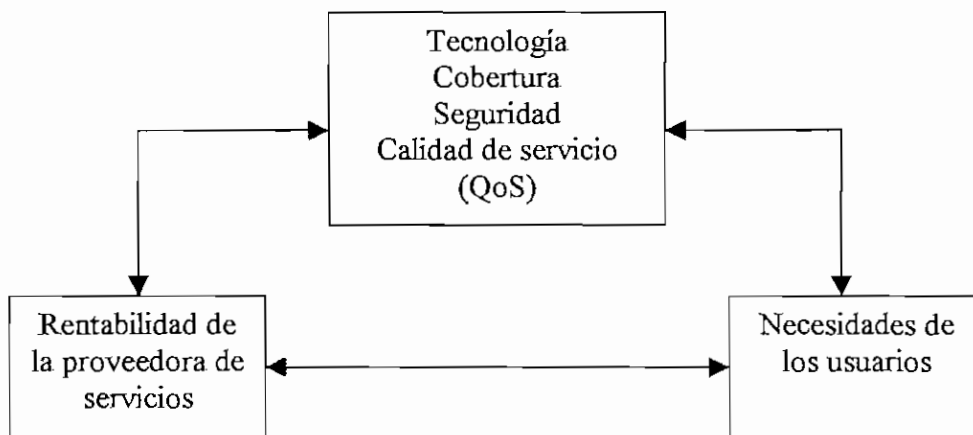 Tecnología
Cobertura
Seguridad
Calidad de servicio
(QoS)
Rentabilidad de
la proveedora de
servicios
Necesidades de
los usuarios